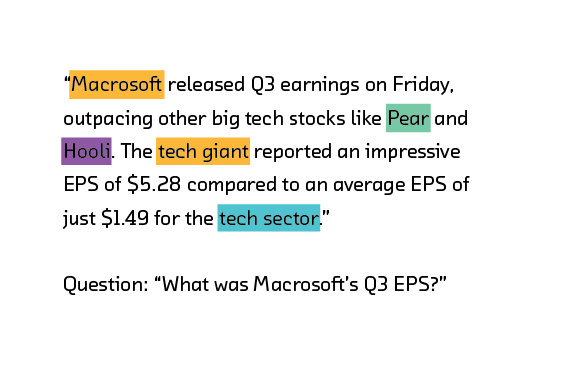 “Macrosoft released Q3 earnings on Friday,
outpacing other big tech stocks like Pear and
Hooli. The tech giant reported an impressive
EPS of $5.28 compared to an average EPS of
just $1.49 for the tech sector.”
Question: “What was Macrosoft’s Q3 EPS?”